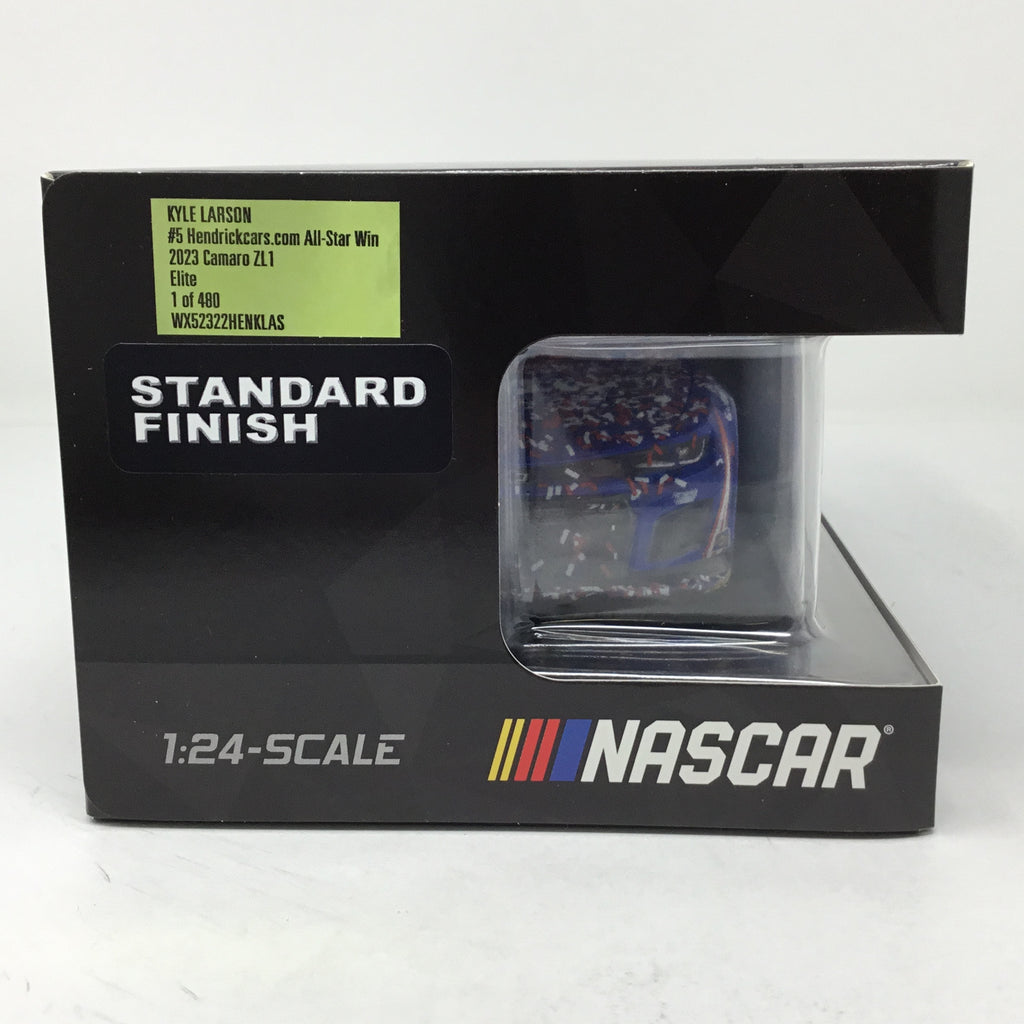 KYLE LARSON
#5 Hendrickcars.com All-Star Win
2023 Camaro ZL1
Elite
1 of 480
WX52322HENKLAS
STANDARD
FINISH
1:24-SCALE
NASCAR®